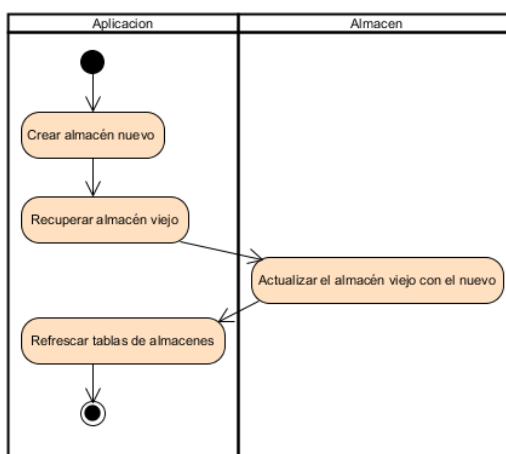 Aplicacion
Almacen
Crear almacén nuevo
Recuperar almacén viejo
Actualizar el almacén viejo con el nuevo
Refrescar tablas de almacenes